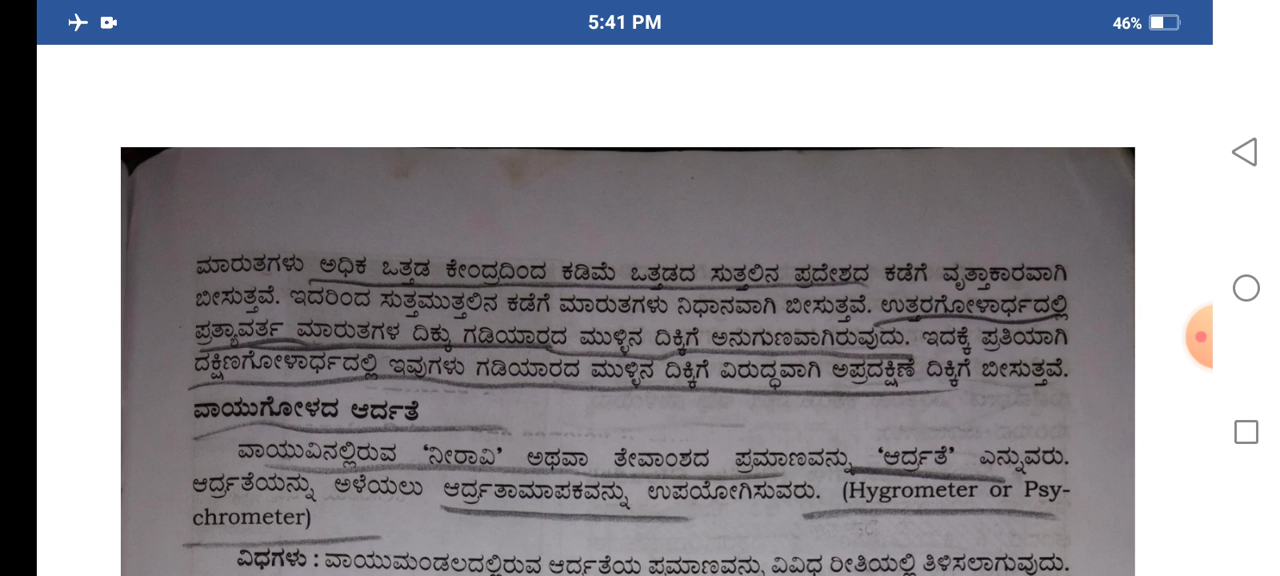 5:41 PM
46%
ಮಾರುತಗಳು ಅಧಿಕ ಒತ್ತಡ ಕೇಂದ್ರದಿಂದ ಕಡಿಮೆ ಒತ್ತಡದ ಸುತ್ತಲಿನ ಪ್ರದೇಶದ ಕಡೆಗೆ ವೃತ್ತಾಕಾರವಾಗಿ
ಬೀಸುತ್ತವೆ. ಇದರಿಂದ ಸುತ್ತಮುತ್ತಲಿನ ಕಡೆಗೆ ಮಾರುತಗಳು ನಿಧಾನವಾಗಿ ಬೀಸುತ್ತವೆ. ಉತ್ತರಗೋಳಾರ್ಧದಲ್ಲಿ
ಪ್ರತ್ಯಾವರ್ತ ಮಾರುತಗಳ ದಿಕ್ಕು ಗಡಿಯಾರದ ಮುಳ್ಳಿನ ದಿಕ್ಕಿಗೆ ಅನುಗುಣವಾಗಿರುವುದು. ಇದಕ್ಕೆ ಪ್ರತಿಯಾಗಿ
ದಕ್ಷಿಣಗೋಳಾರ್ಧದಲ್ಲಿ ಇವುಗಳು ಗಡಿಯಾರದ ಮುಳ್ಳಿನ ದಿಕ್ಕಿಗೆ ವಿರುದ್ಧವಾಗಿ ಅಪ್ರದಕ್ಷಿಣೆ ದಿಕ್ಕಿಗೆ ಬೀಸುತ್ತವೆ.
ವಾಯುಗೋಳದ ಆರ್ದತೆ
ವಾಯುವಿನಲ್ಲಿರುವ ‘ನೀರಾವಿ’ ಅಥವಾ ತೇವಾಂಶದ ಪ್ರಮಾಣವನ್ನು ‘ಆರ್ದ್ರತೆ’ ಎನ್ನುವರು.
ಆರ್ದ್ರತೆಯನ್ನು ಅಳೆಯಲು ಆರ್ದ್ರತಾಮಾಪಕವನ್ನು ಉಪಯೋಗಿಸುವರು. (Hygrometer or Psy-
chrometer)
ವಿಧಗಳು : ವಾಯುಮಂಡಲದಲ್ಲಿರುವ ಆರ್ದತೆಯ ಪ್ರಮಾಣವನ್ನು ವಿವಿಧ ರೀತಿಯಲ್ಲಿ ತಿಳಿಸಲಾಗುವುದು.